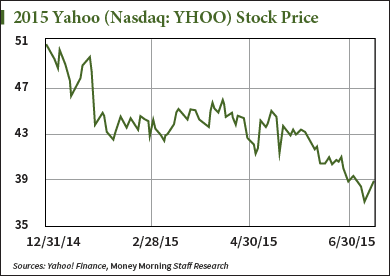 2015 Yahoo (Nasdaq: YHOO) Stock Price
51
47
43
39
35
12/31/14 2/28/15 4/30/15 6/30/15
Sources: Yahoo! Finance, Money Morning Staff Research